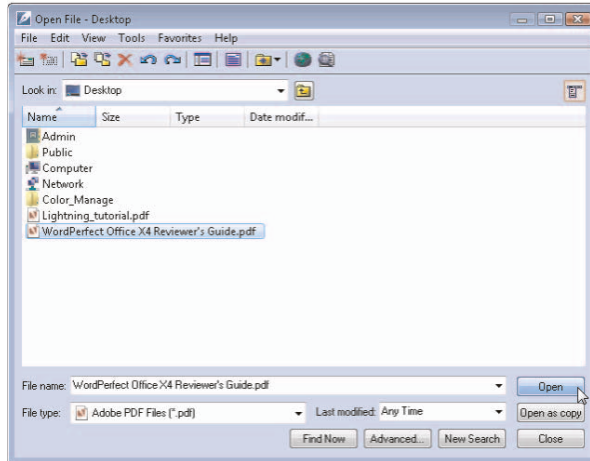 Open File - Desktop
File Edit View Tools Favorites Help
Look in: Desktop
Name Size Type Date modif...
Admin
Public
Computer
Network
Color_Manage
Lightning_tutorial.pdf
WordPerfect Office X4 Reviewer's Guide.pdf
File name: WordPerfect Office X4 Reviewer's Guide.pdf Open
File type: Adobe PDF Files (*.pdf) Last modified: Any Time Open as copy
Find Now Advanced... New Search Close